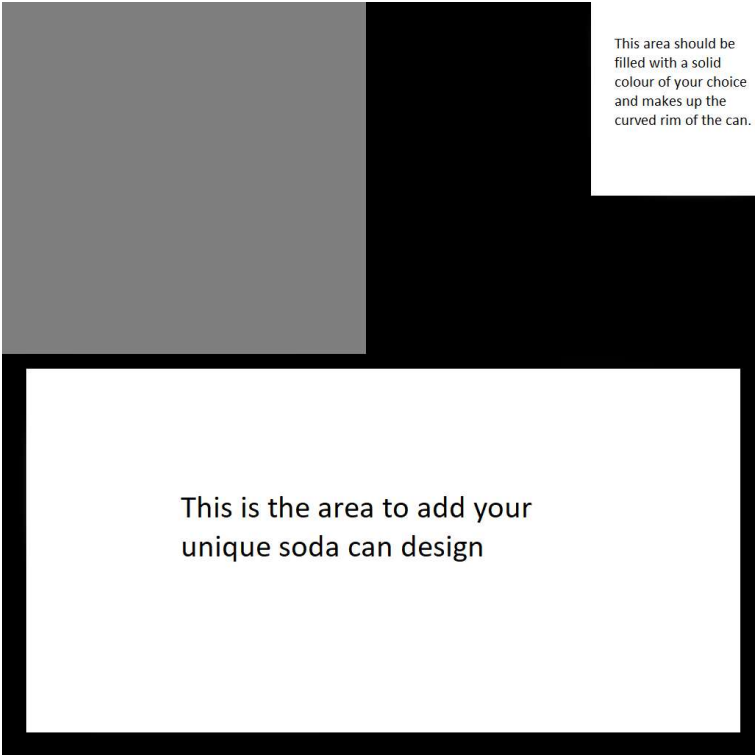 This area should be
filled with a solid
colour of your choice
and makes up the
curved rim of the can.
This is the area to add your
unique soda can design